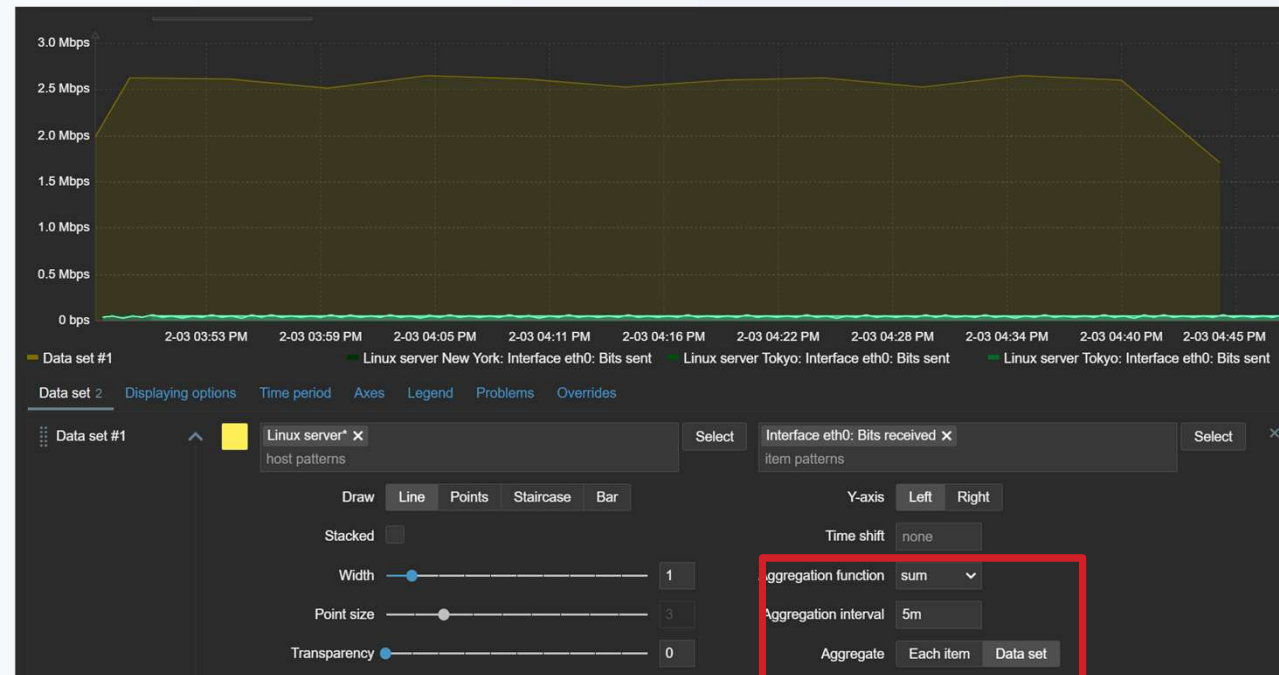 3.0 Mbps
2.5 Mbps
2.0 Mbps
1.5 Mbps
1.0 Mbps
0.5 Mbps
0 bps
2-03 03:53 PM 2-03 03:59 PM 2-03 04:05 PM 2-03 04:11 PM 2-03 04:16 PM 2-03 04:22 PM 2-03 04:28 PM 2-03 04:34 PM 2-03 04:40 PM 2-03 04:45 PM
Data set #1 Linux server New York: Interface eth0: Bits sent Linux server Tokyo: Interface eth0: Bits sent Linux server Tokyo: Interface eth0: Bits sent
Data set 2 Displaying options Time period Axes Legend Problems Overrides
Data set #1 Linux server* Select Interface eth0: Bits received Select
host patterns item patterns
Draw Line Points Staircase Bar Y-axis Left Right
Stacked Time shift none
Width 1 Aggregation function sum
Point size 3 Aggregation interval 5m
Transparency 0 Aggregate Each item Data set